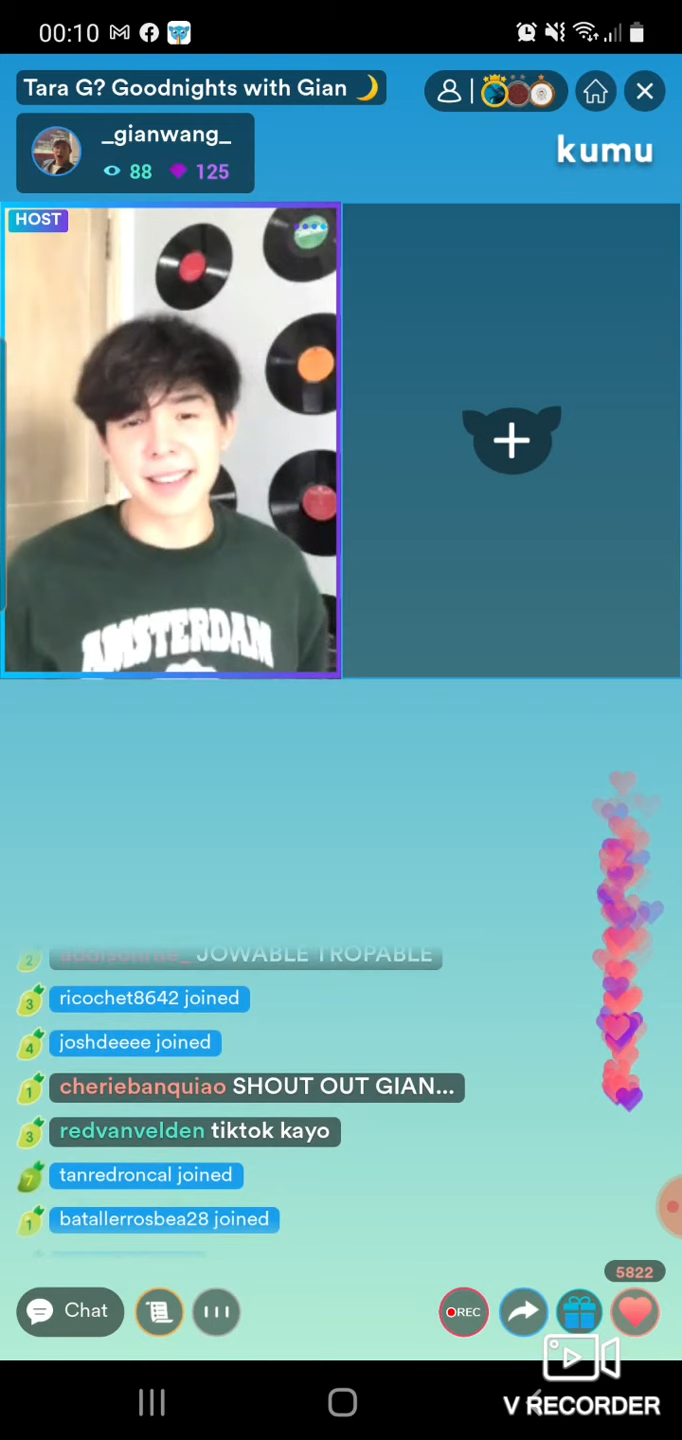 00:10
Tara G? Goodnights with Gian 🌙
_gianwang_
88 125
kumu
HOST
AMSTERDAM
2 addisonrae_ JOWABLE TROPABLE
3 ricochet8642 joined
4 joshdeeee joined
1 cheriebanquiao SHOUT OUT GIAN...
3 redvanvelden tiktok kayo
7 tanredroncal joined
1 batallerrosbea28 joined
5822
Chat
REC
V RECORDER